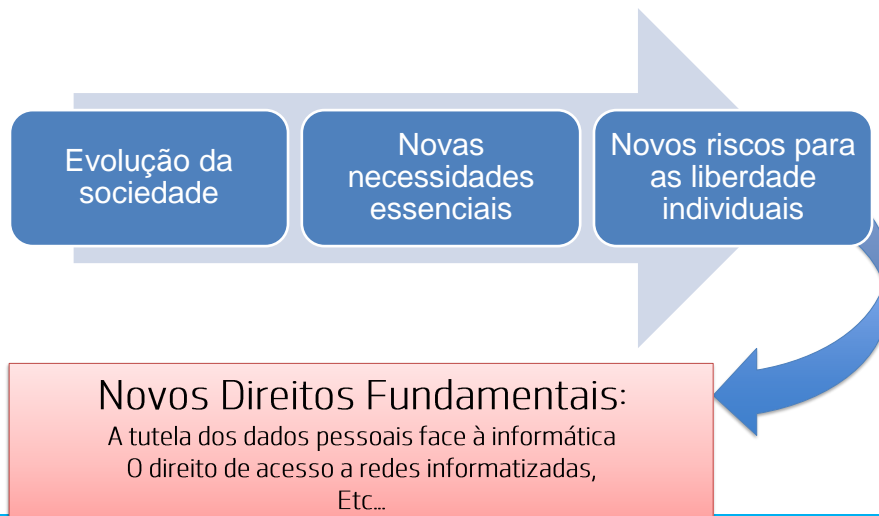 Evolução da
sociedade
Novas
necessidades
essenciais
Novos riscos para
as liberdade
individuais
Novos Direitos Fundamentais:
A tutela dos dados pessoais face à informática
O direito de acesso a redes informatizadas,
Etc...